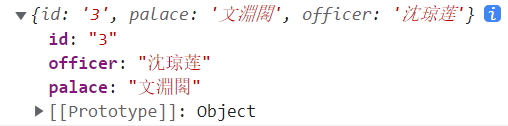 ▼{id: '3', palace: '文淵閣', officer: '沈琼莲'} i
id: "3"
officer: "沈琼莲"
palace: "文淵閣"
▶[[Prototype]]: Object